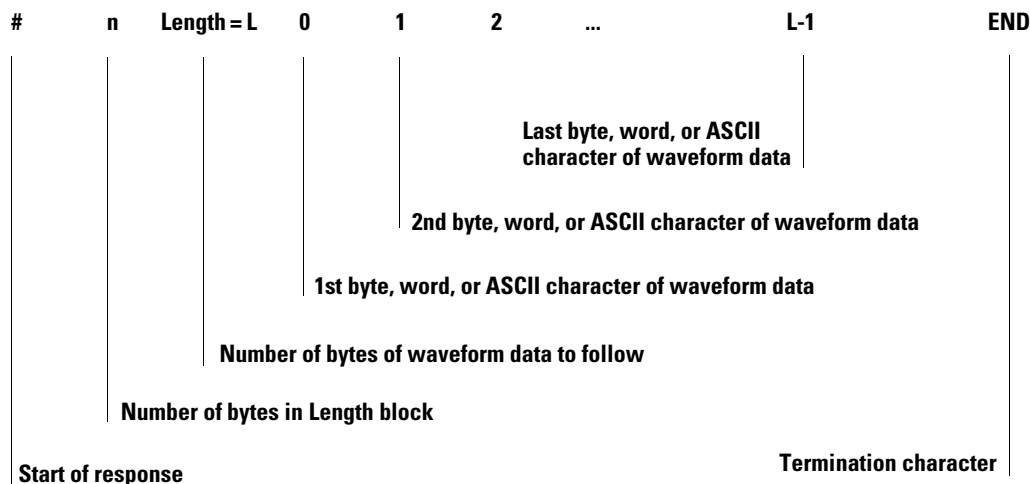 # n Length = L 0 1 2 ... L-1 END
Last byte, word, or ASCII
character of waveform data
2nd byte, word, or ASCII character of waveform data
1st byte, word, or ASCII character of waveform data
Number of bytes of waveform data to follow
Number of bytes in Length block
Termination character
Start of response